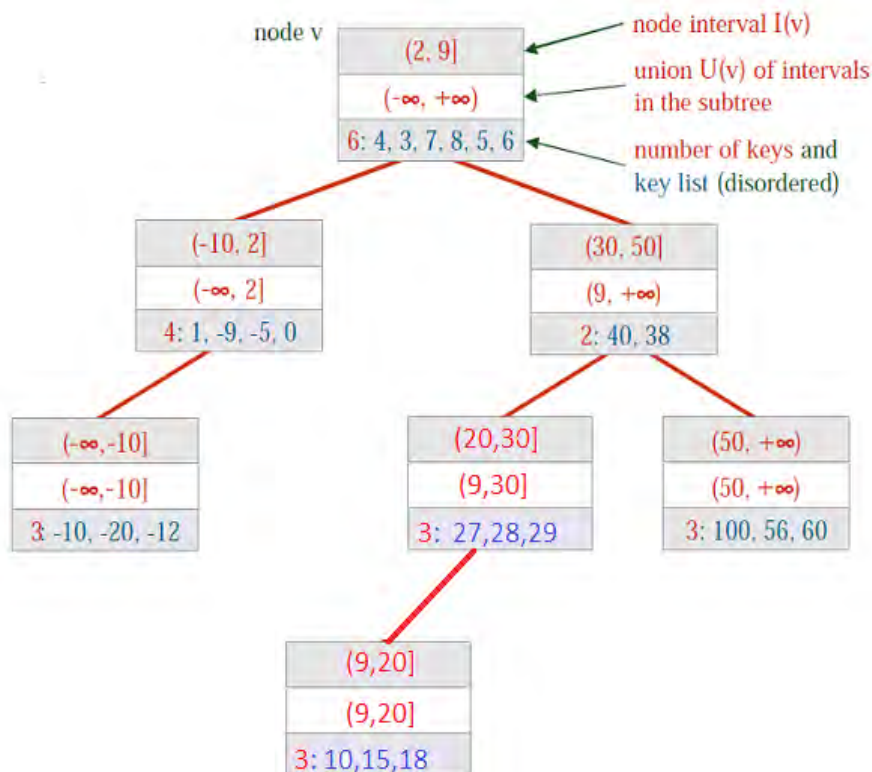 node v
(2, 9]
(-∞, +∞)
6: 4, 3, 7, 8, 5, 6
node interval I(v)
union U(v) of intervals
in the subtree
number of keys and
key list (disordered)
(-10, 2]
(-∞, 2]
4: 1, -9, -5, 0
(30, 50]
(9, +∞)
2: 40, 38
(-∞,-10]
(-∞,-10]
3: -10, -20, -12
(20,30]
(9,30]
3: 27,28,29
(50, +∞)
(50, +∞)
3: 100, 56, 60
(9,20]
(9,20]
3: 10,15,18